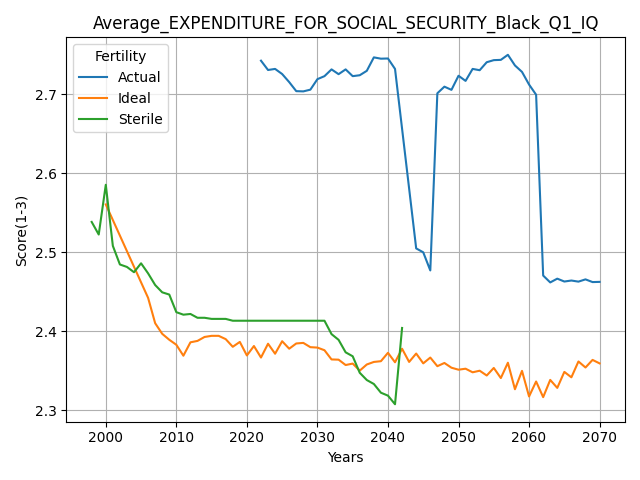 Average_EXPENDITURE_FOR_SOCIAL_SECURITY_Black_Q1_IQ
Fertility
Actual
Ideal
Sterile
Score(1-3)
2.7
2.6
2.5
2.4
2.3
2000 2010 2020 2030 2040 2050 2060 2070
Years